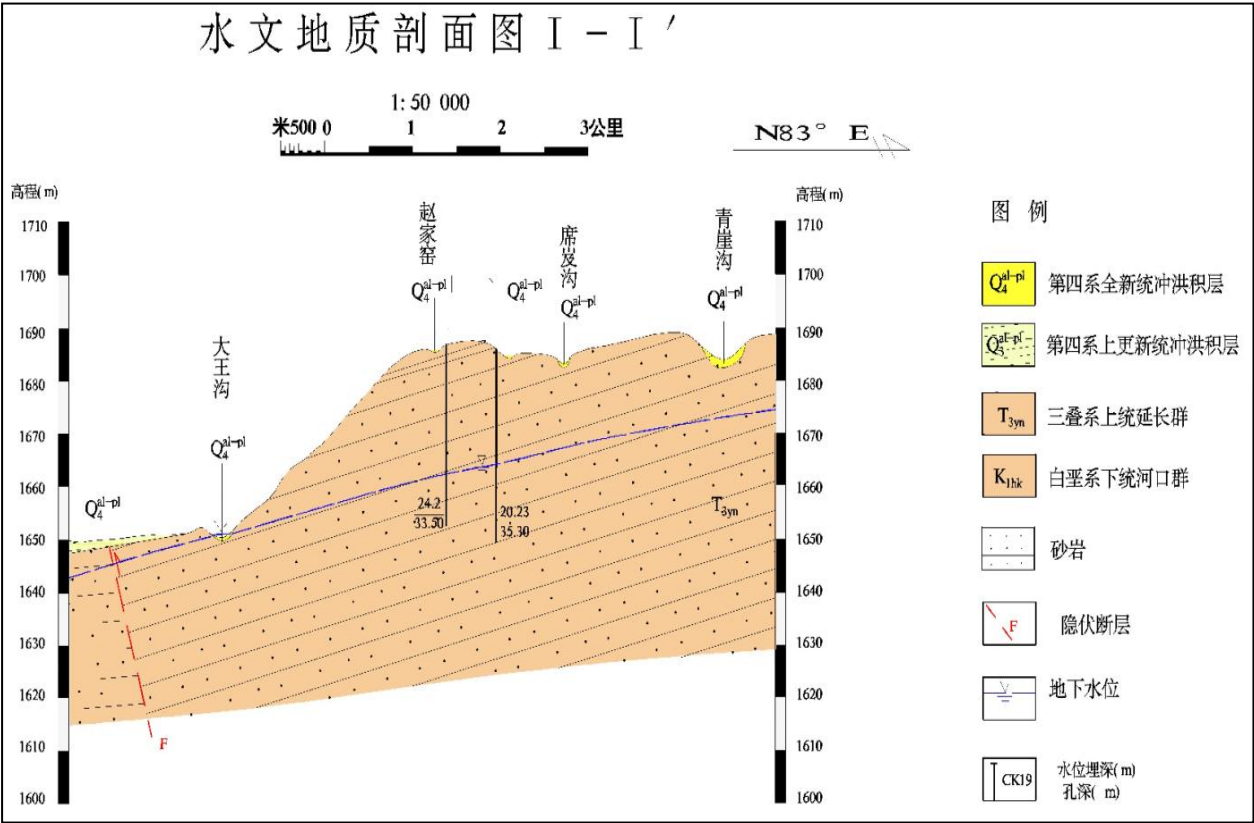 水文地质剖面图 I-I′
1:50 000
米500 0 1 2 3公里
N83° E
高程(m)
高程(m)
1710
1700
1690
1680
1670
1660
1650
1640
1630
1620
1610
1600
1710
1700
1690
1680
1670
1660
1650
1640
1630
1620
1610
1600
大王沟
赵家窑
席岌沟
青崖沟
Q4al-pl
Q4al-pl
Q4al-pl
Q4al-pl
Q4al-pl
Q4al-pl
24.2
33.50
20.23
35.30
T3yn
F
图 例
Q4al-pl 第四系全新统冲洪积层
Q3al-pl 第四系上更新统冲洪积层
T3yn 三叠系上统延长群
K1hk 白垩系下统河口群
砂岩
F 隐伏断层
地下水位
CK19 水位埋深(m)
孔深( m)